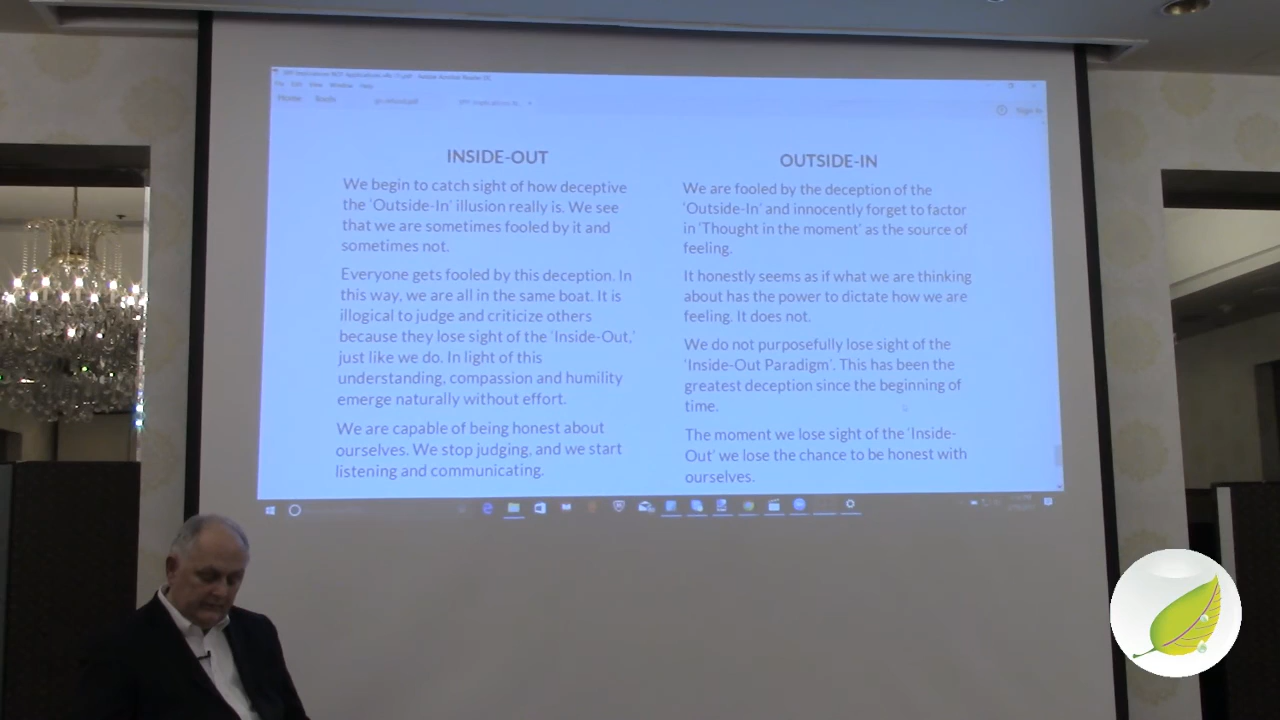 File Edit View Window Help
Home Tools
Sign In
INSIDE-OUT
We begin to catch sight of how deceptive
the 'Outside-In' illusion really is. We see
that we are sometimes fooled by it and
sometimes not.
Everyone gets fooled by this deception. In
this way, we are all in the same boat. It is
illogical to judge and criticize others
because they lose sight of the 'Inside-Out,'
just like we do. In light of this
understanding, compassion and humility
emerge naturally without effort.
We are capable of being honest about
ourselves. We stop judging, and we start
listening and communicating.
OUTSIDE-IN
We are fooled by the deception of the
'Outside-In' and innocently forget to factor
in 'Thought in the moment' as the source of
feeling.
It honestly seems as if what we are thinking
about has the power to dictate how we are
feeling. It does not.
We do not purposefully lose sight of the
'Inside-Out Paradigm'. This has been the
greatest deception since the beginning of
time.
The moment we lose sight of the 'Inside-
Out' we lose the chance to be honest with
ourselves.